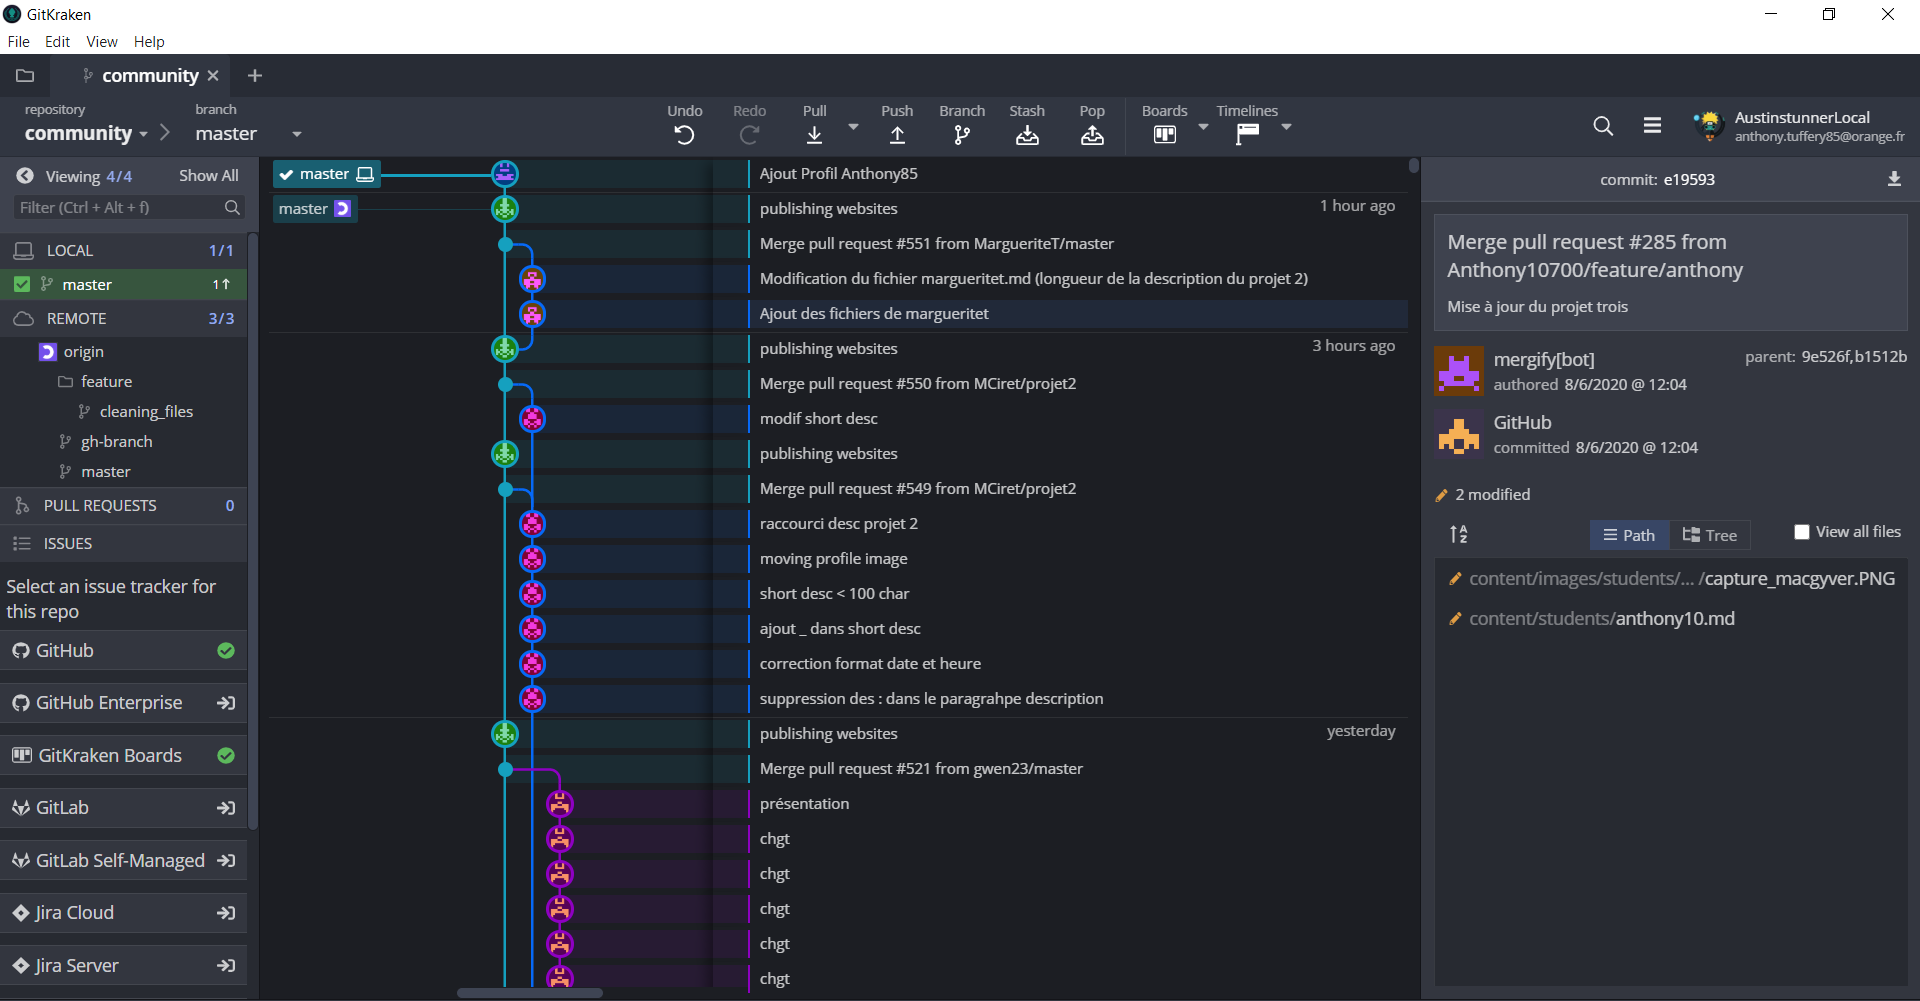 GitKraken
File Edit View Help
community
repository
community
branch
master
Undo
Redo
Pull
Push
Branch
Stash
Pop
Boards
Timelines
AustinstunnerLocal
anthony.tuffery85@orange.fr
Viewing 4/4
Show All
Filter (Ctrl + Alt + f)
LOCAL 1/1
master 1↑
REMOTE 3/3
origin
feature
cleaning_files
gh-branch
master
PULL REQUESTS 0
ISSUES
Select an issue tracker for
this repo
GitHub
GitHub Enterprise
GitKraken Boards
GitLab
GitLab Self-Managed
Jira Cloud
Jira Server
master
Ajout Profil Anthony85
master
publishing websites
1 hour ago
Merge pull request #551 from MargueriteT/master
Modification du fichier margueritet.md (longueur de la description du projet 2)
Ajout des fichiers de margueritet
publishing websites
3 hours ago
Merge pull request #550 from MCiret/projet2
modif short desc
publishing websites
Merge pull request #549 from MCiret/projet2
raccourci desc projet 2
moving profile image
short desc < 100 char
ajout _ dans short desc
correction format date et heure
suppression des : dans le paragrahpe description
publishing websites
yesterday
Merge pull request #521 from gwen23/master
présentation
chgt
chgt
chgt
chgt
chgt
commit: e19593
Merge pull request #285 from
Anthony10700/feature/anthony
Mise à jour du projet trois
mergify[bot]
authored 8/6/2020 @ 12:04
parent: 9e526f,b1512b
GitHub
committed 8/6/2020 @ 12:04
2 modified
A
Z
Path
Tree
View all files
content/images/students/... /capture_macgyver.PNG
content/students/anthony10.md